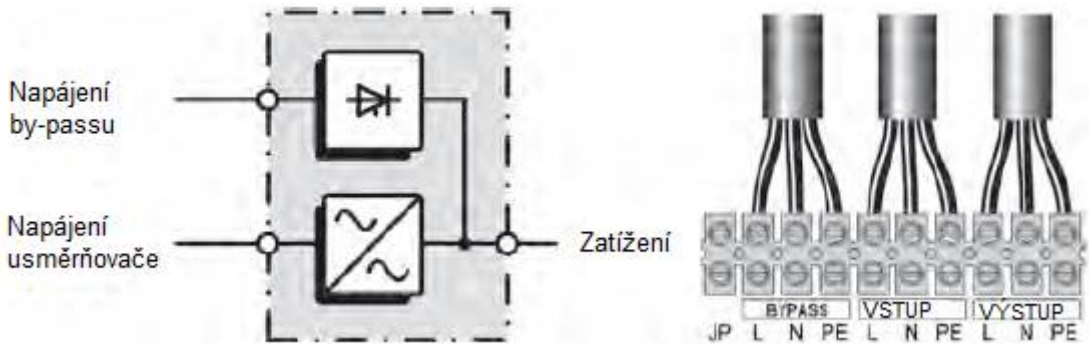 Napájení
by-passu
Napájení
usměrňovače
Zatížení
BYPASS VSTUP VÝSTUP
JP L N PE L N PE L N PE